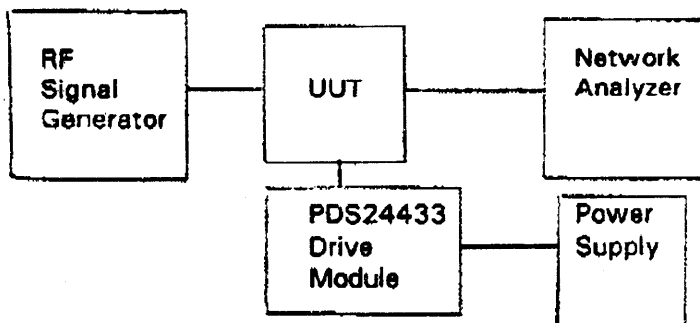 RF
Signal
Generator
UUT
Network
Analyzer
PDS24433
Drive
Module
Power
Supply